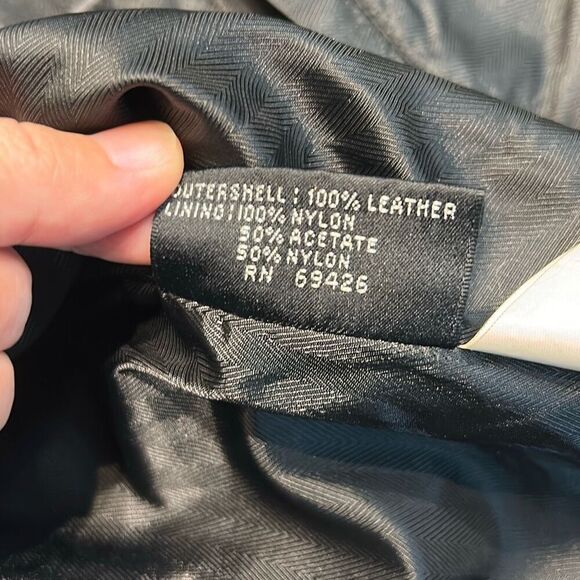 OUTERSHELL: 100% LEATHER
LINING: 100% NYLON
50% ACETATE
50% NYLON
RN 69426